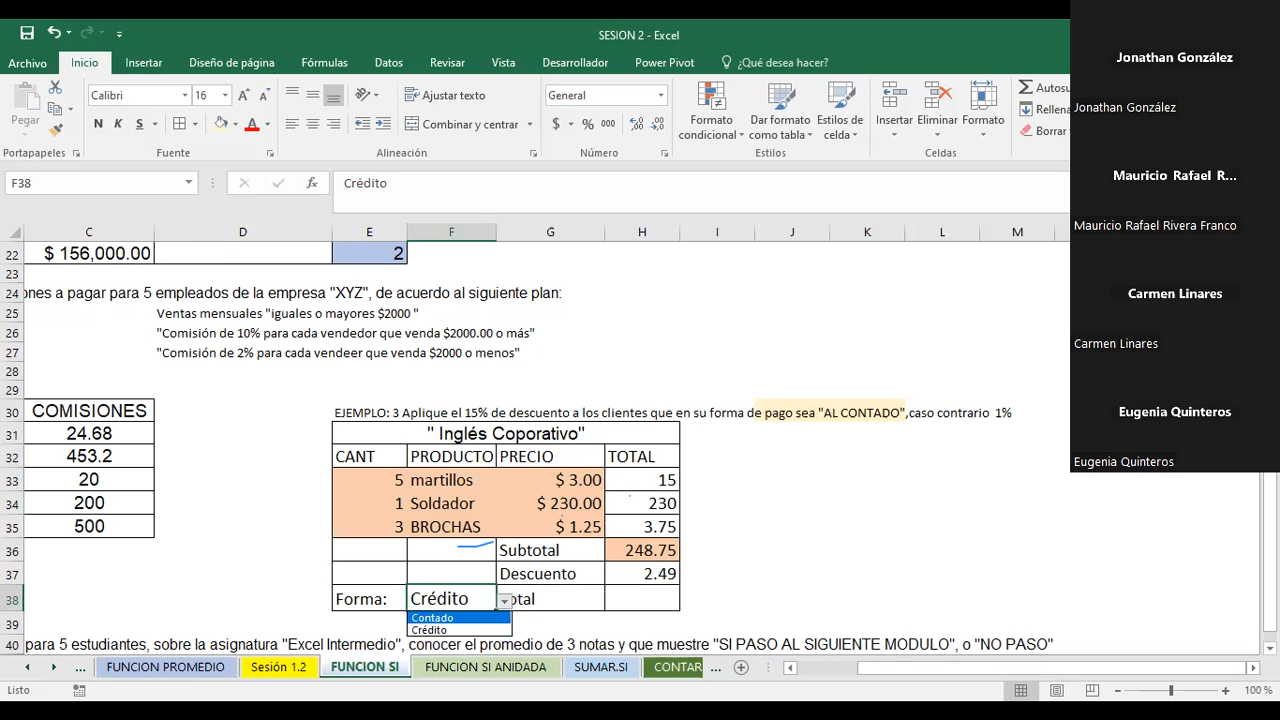 SESION 2 - Excel
Archivo Inicio Insertar Diseño de página Fórmulas Datos Revisar Vista Desarrollador Power Pivot ¿Qué desea hacer?
Pegar
Calibri 16
N K S
Ajustar texto
Combinar y centrar
General
$ % 000
Formato condicional
Dar formato como tabla
Estilos de celda
Insertar Eliminar Formato
Autosu
Rellena
Borrar
Portapapeles Fuente Alineación Número Estilos Celdas
F38 fx Crédito
C D E F G H I J K L M
22 $ 156,000.00 2
23
24 ones a pagar para 5 empleados de la empresa "XYZ", de acuerdo al siguiente plan:
25 Ventas mensuales "iguales o mayores $2000 "
26 "Comisión de 10% para cada vendedor que venda $2000.00 o más"
27 "Comisión de 2% para cada vendeer que venda $2000 o menos"
28
29
30 COMISIONES EJEMPLO: 3 Aplique el 15% de descuento a los clientes que en su forma de pago sea "AL CONTADO",caso contrario 1%
31 24.68 " Inglés Coporativo"
32 453.2 CANT PRODUCTO PRECIO TOTAL
33 20 5 martillos $ 3.00 15
34 200 1 Soldador $ 230.00 230
35 500 3 BROCHAS $ 1.25 3.75
36 Subtotal 248.75
37 Descuento 2.49
38 Forma: Crédito otal
Contado
39 Crédito
40 para 5 estudiantes, sobre la asignatura "Excel Intermedio", conocer el promedio de 3 notas y que muestre "SI PASO AL SIGUIENTE MODULO", o "NO PASO"
... FUNCION PROMEDIO Sesión 1.2 FUNCION SI FUNCION SI ANIDADA SUMAR.SI CONTAR ...
Listo 100 %
Jonathan González
Jonathan González
Mauricio Rafael R...
Mauricio Rafael Rivera Franco
Carmen Linares
Carmen Linares
Eugenia Quinteros
Eugenia Quinteros